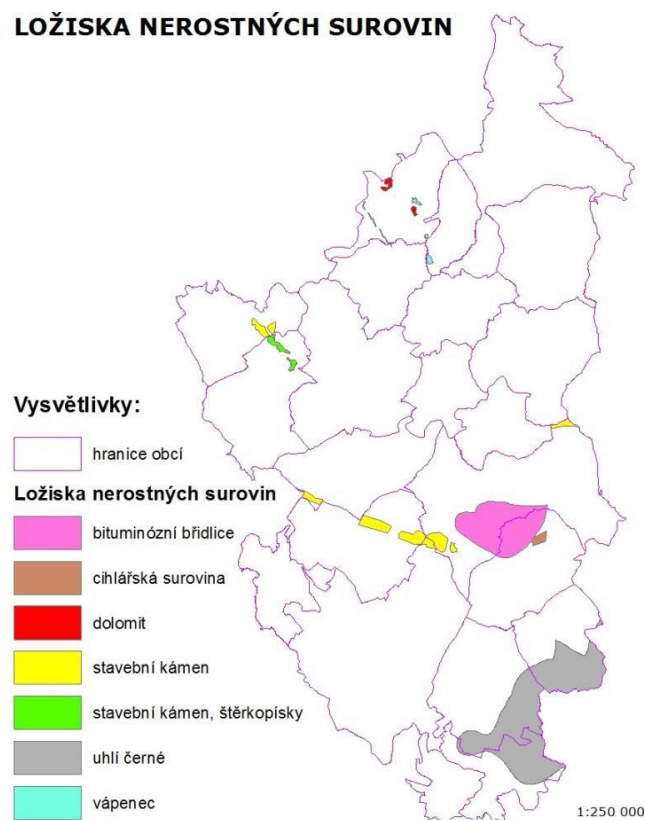 LOŽISKA NEROSTNÝCH SUROVIN
Vysvětlivky:
hranice obcí
Ložiska nerostných surovin
bituminózní břidlice
cihlářská surovina
dolomit
stavební kámen
stavební kámen, štěrkopísky
uhlí černé
vápenec
1:250 000